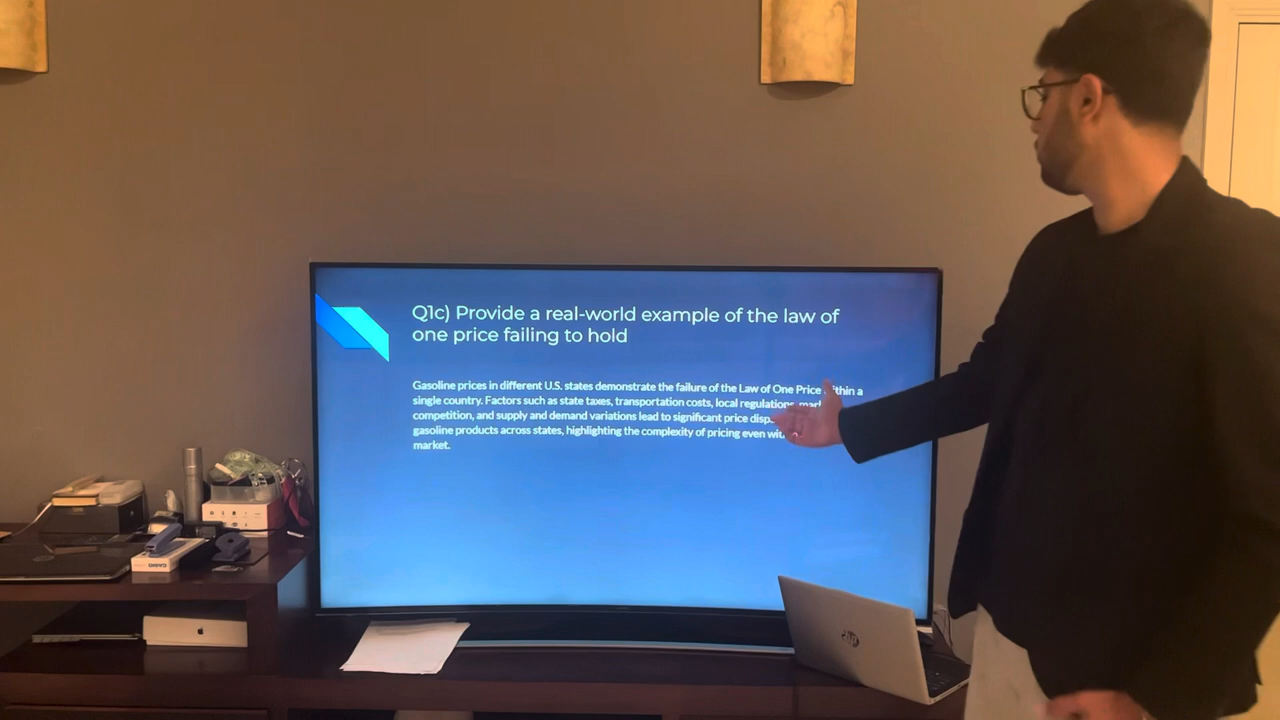 Q1c) Provide a real-world example of the law of
one price failing to hold
Gasoline prices in different U.S. states demonstrate the failure of the Law of One Price within a
single country. Factors such as state taxes, transportation costs, local regulations,
competition, and supply and demand variations lead to significant price
gasoline products across states, highlighting the complexity of pricing even
market.
hp
CASIO